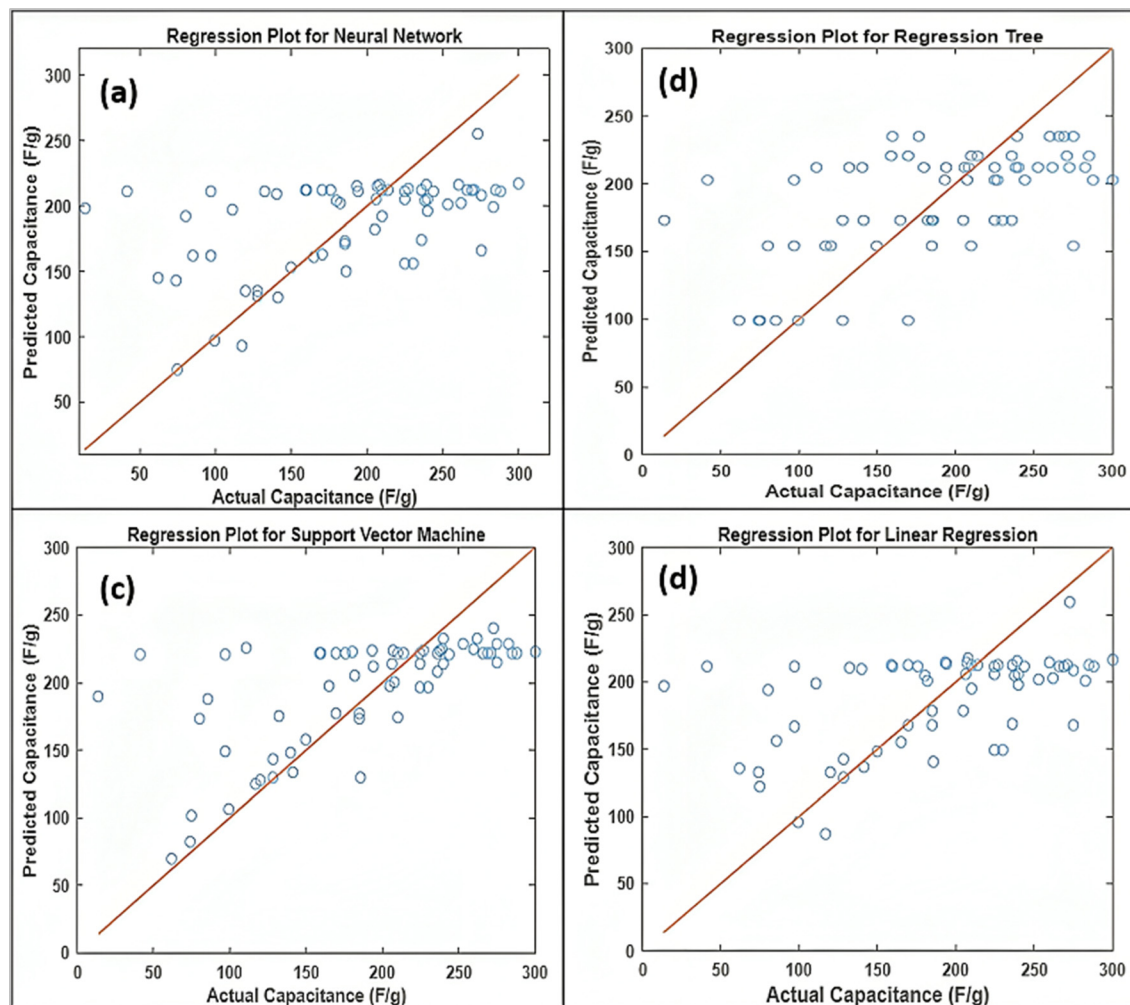 Regression Plot for Neural Network
(a)
Predicted Capacitance (F/g)
300
250
200
150
100
50
50 100 150 200 250 300
Actual Capacitance (F/g)
Regression Plot for Regression Tree
(d)
Predicted Capacitance (F/g)
300
250
200
150
100
50
0
0 50 100 150 200 250 300
Actual Capacitance (F/g)
Regression Plot for Support Vector Machine
(c)
Predicted Capacitance (F/g)
300
250
200
150
100
50
0
0 50 100 150 200 250 300
Actual Capacitance (F/g)
Regression Plot for Linear Regression
(d)
Predicted Capacitance (F/g)
300
250
200
150
100
50
0
0 50 100 150 200 250 300
Actual Capacitance (F/g)